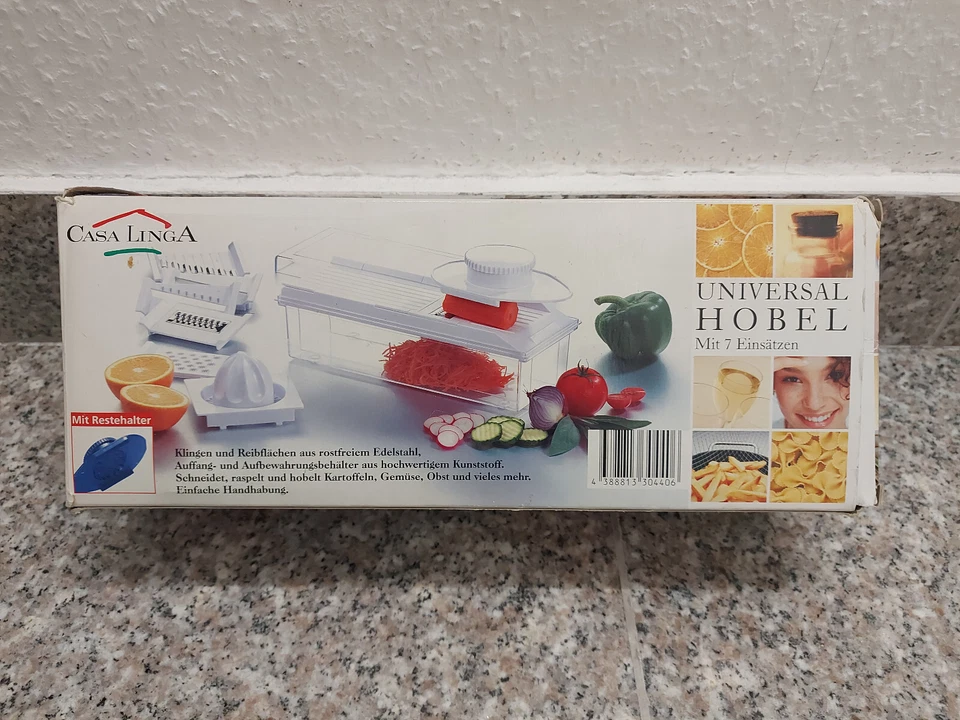 CASA LINGA
UNIVERSAL
HOBEL
Mit 7 Einsätzen
Mit Restehalter
Klingen und Reibflächen aus rostfreiem Edelstahl,
Auffang- und Aufbewahrungsbehälter aus hochwertigem Kunststoff.
Schneidet, raspelt und hobelt Kartoffeln, Gemüse, Obst und vieles mehr.
Einfache Handhabung.
4 388813 304406